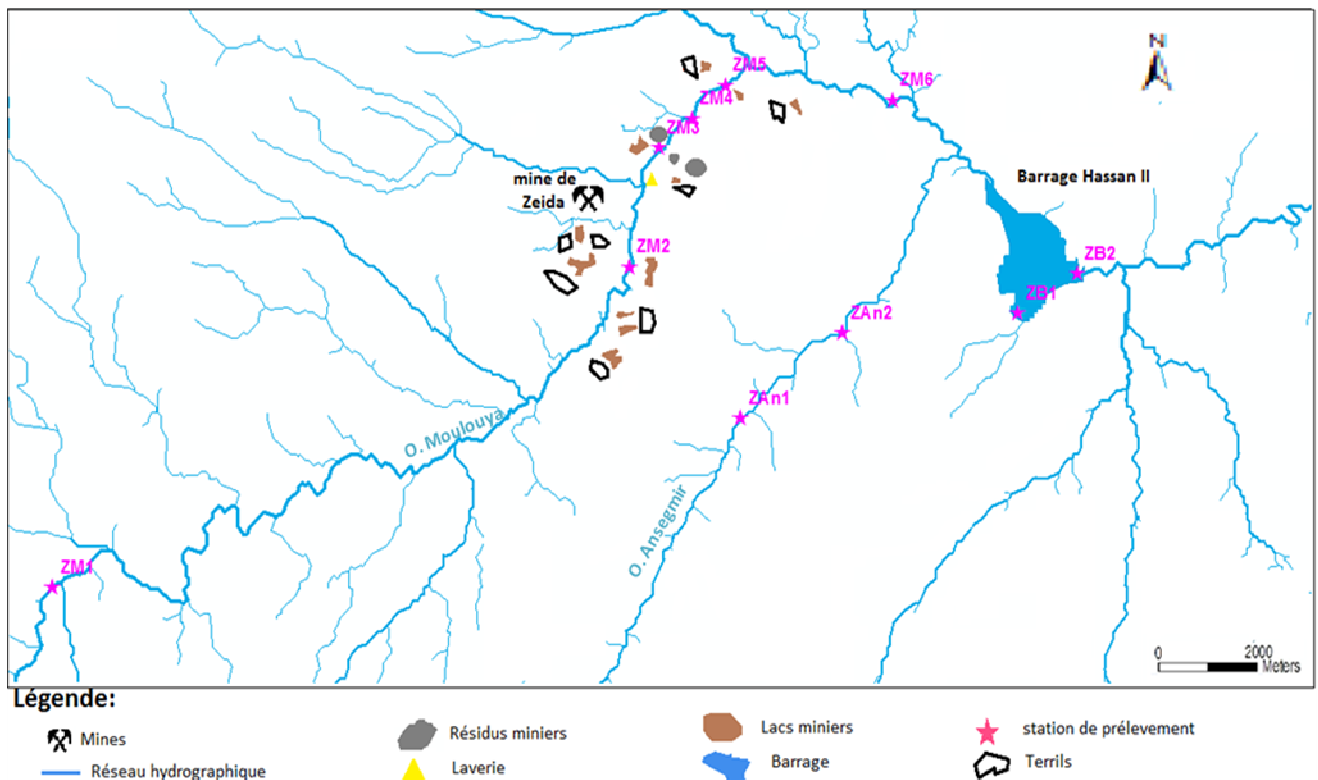 N
ZM5
ZM6
ZM4
ZM3
mine de
Zeida
Barrage Hassan II
ZM2
ZB2
ZB1
ZAn2
ZAn1
O. Moulouya
O. Ansegmir
ZM1
0 2000
Meters
Légende:
Mines
Résidus miniers
Lacs miniers
station de prélevement
Réseau hydrographique
Laverie
Barrage
Terrils